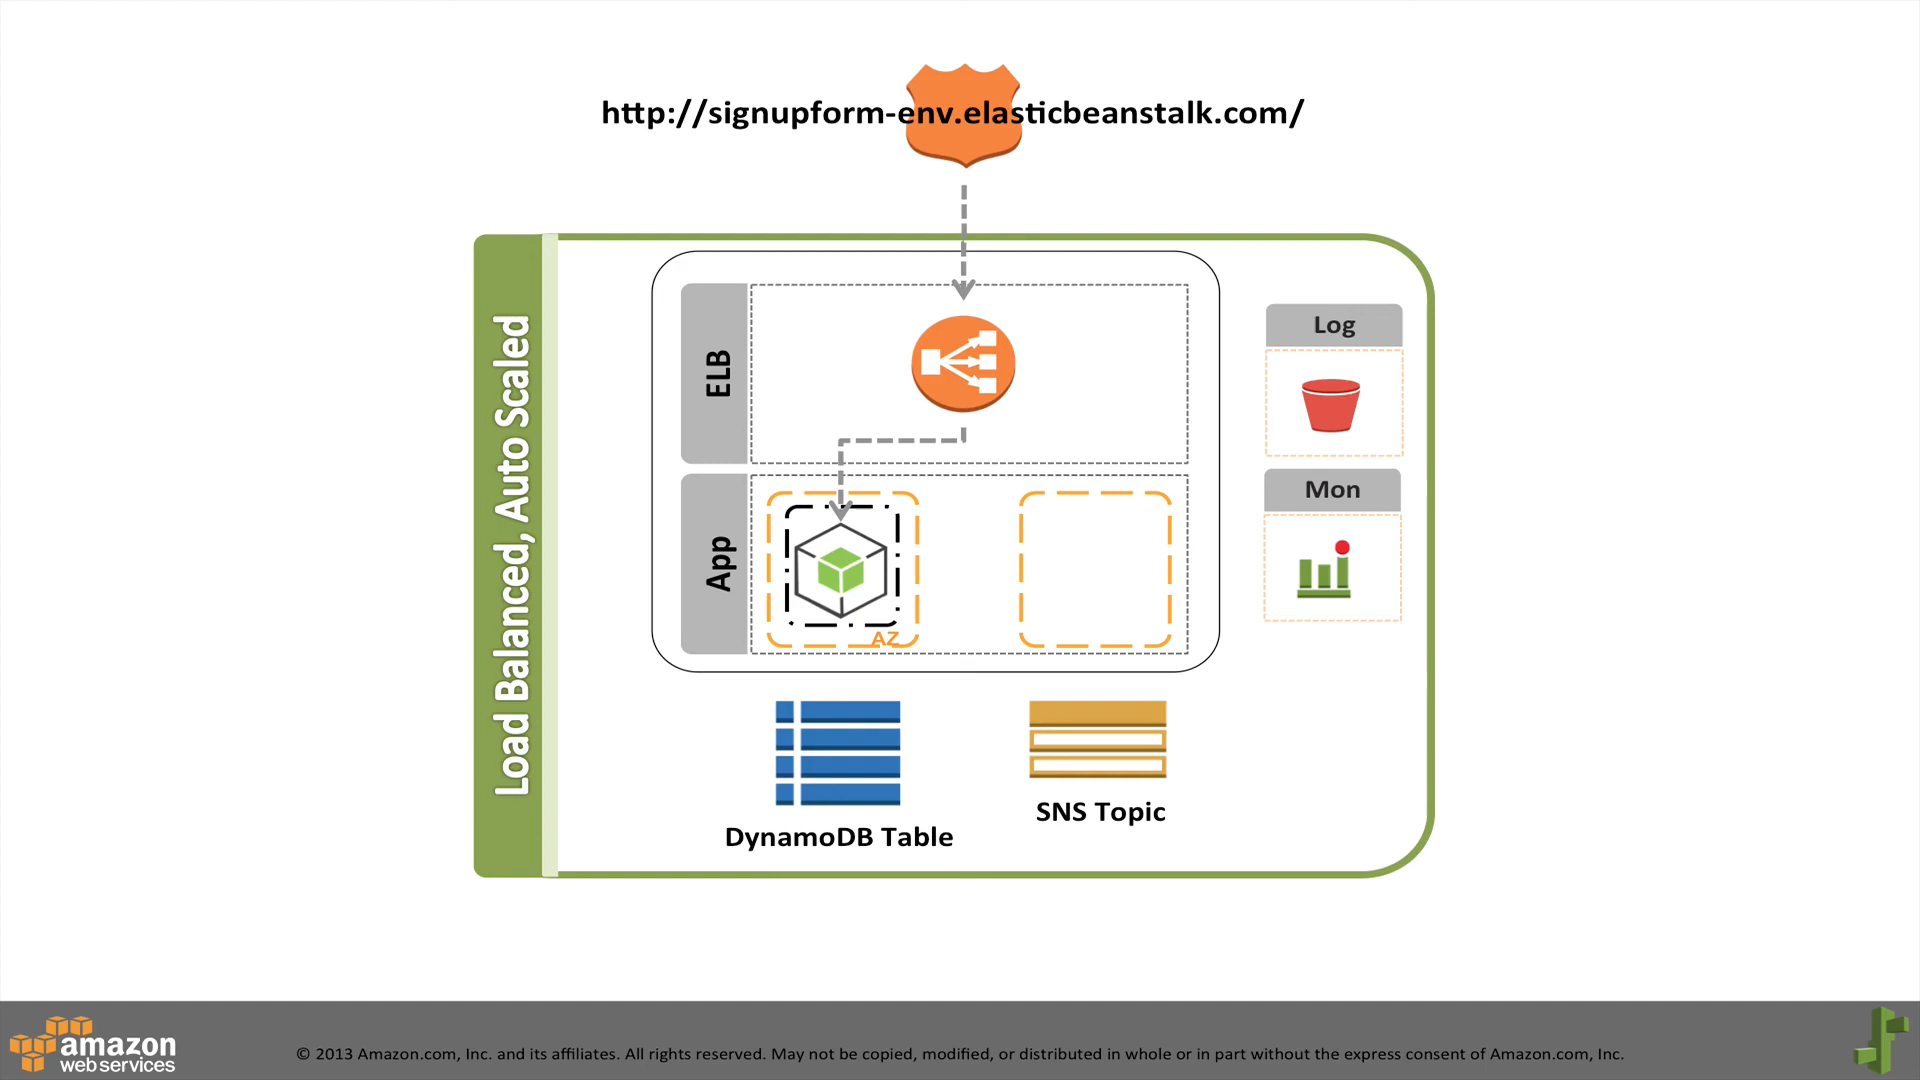 http://signupform-env.elasticbeanstalk.com/
Load Balanced, Auto Scaled
ELB
App
AZ
Log
Mon
DynamoDB Table
SNS Topic
amazon
web services
© 2013 Amazon.com, Inc. and its affiliates. All rights reserved. May not be copied, modified, or distributed in whole or in part without the express consent of Amazon.com, Inc.